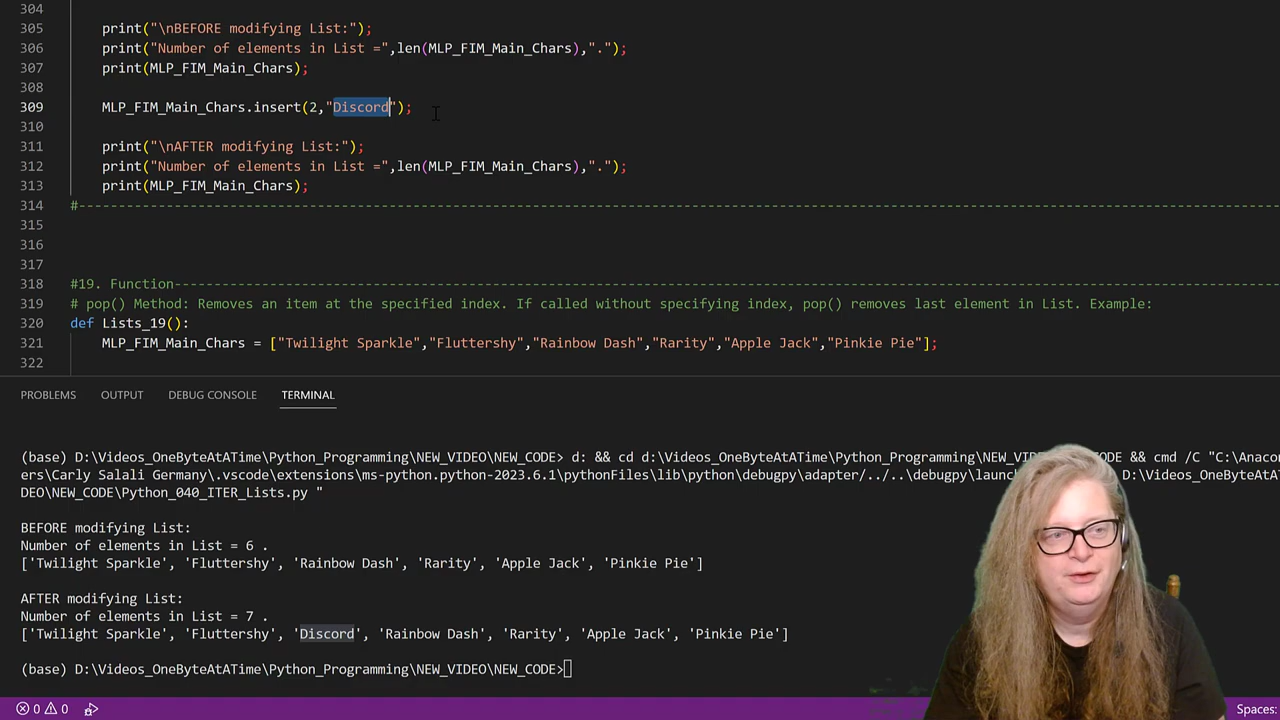 304
305 print("\nBEFORE modifying List:");
306 print("Number of elements in List =",len(MLP_FIM_Main_Chars),".");
307 print(MLP_FIM_Main_Chars);
308
309 MLP_FIM_Main_Chars.insert(2,"Discord");
310
311 print("\nAFTER modifying List:");
312 print("Number of elements in List =",len(MLP_FIM_Main_Chars),".");
313 print(MLP_FIM_Main_Chars);
314 #------------------------------------------------------------------------------------------------------------------------------------------------------
315
316
317
318 #19. Function------------------------------------------------------------------------------------------------------------------------------------------
319 # pop() Method: Removes an item at the specified index. If called without specifying index, pop() removes last element in List. Example:
320 def Lists_19():
321 MLP_FIM_Main_Chars = ["Twilight Sparkle","Fluttershy","Rainbow Dash","Rarity","Apple Jack","Pinkie Pie"];
322
PROBLEMS OUTPUT DEBUG CONSOLE TERMINAL
(base) D:\Videos_OneByteAtATime\Python_Programming\NEW_VIDEO\NEW_CODE> d: && cd d:\Videos_OneByteAtATime\Python_Programming\NEW_VIDEO\NEW_CODE && cmd /C "C:\Anacon
ers\Carly Salali Germany\.vscode\extensions\ms-python.python-2023.6.1\pythonFiles\lib\python\debugpy\adapter/../..\debugpy\launc D:\Videos_OneByteAtATi
DEO\NEW_CODE\Python_040_ITER_Lists.py "
BEFORE modifying List:
Number of elements in List = 6 .
['Twilight Sparkle', 'Fluttershy', 'Rainbow Dash', 'Rarity', 'Apple Jack', 'Pinkie Pie']
AFTER modifying List:
Number of elements in List = 7 .
['Twilight Sparkle', 'Fluttershy', 'Discord', 'Rainbow Dash', 'Rarity', 'Apple Jack', 'Pinkie Pie']
(base) D:\Videos_OneByteAtATime\Python_Programming\NEW_VIDEO\NEW_CODE>
0 0 Spaces: